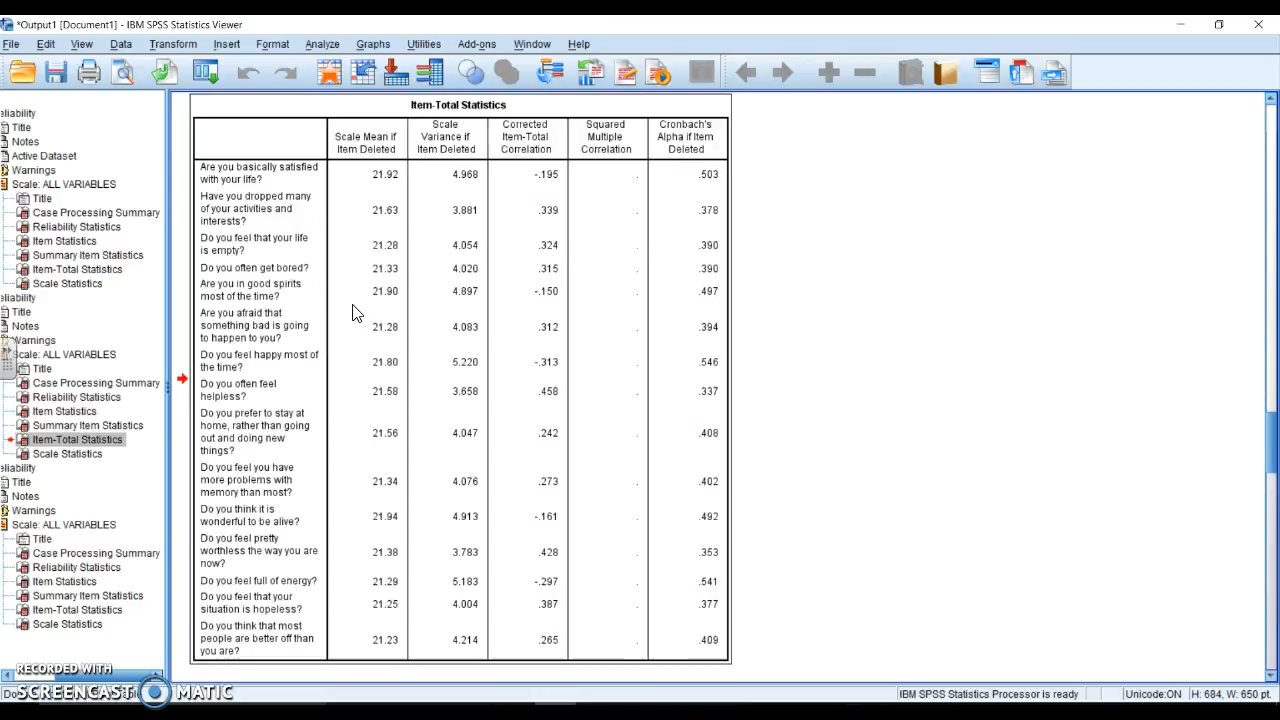 *Output1 [Document1] - IBM SPSS Statistics Viewer
File Edit View Data Transform Insert Format Analyze Graphs Utilities Add-ons Window Help
eliability
Title
Notes
Active Dataset
Warnings
Scale: ALL VARIABLES
Title
Case Processing Summary
Reliability Statistics
Item Statistics
Summary Item Statistics
Item-Total Statistics
Scale Statistics
eliability
Title
Notes
Warnings
Scale: ALL VARIABLES
Title
Case Processing Summary
Reliability Statistics
Item Statistics
Summary Item Statistics
Item-Total Statistics
Scale Statistics
eliability
Title
Notes
Warnings
Scale: ALL VARIABLES
Title
Case Processing Summary
Reliability Statistics
Item Statistics
Summary Item Statistics
Item-Total Statistics
Scale Statistics
Item-Total Statistics
Scale Mean if
Item Deleted
Scale
Variance if
Item Deleted
Corrected
Item-Total
Correlation
Squared
Multiple
Correlation
Cronbach's
Alpha if Item
Deleted
Are you basically satisfied
with your life?
21.92 4.968 -.195 . .503
Have you dropped many
of your activities and
interests?
21.63 3.881 .339 . .378
Do you feel that your life
is empty?
21.28 4.054 .324 . .390
Do you often get bored? 21.33 4.020 .315 . .390
Are you in good spirits
most of the time?
21.90 4.897 -.150 . .497
Are you afraid that
something bad is going
to happen to you?
21.28 4.083 .312 . .394
Do you feel happy most of
the time?
21.80 5.220 -.313 . .546
Do you often feel
helpless?
21.58 3.658 .458 . .337
Do you prefer to stay at
home, rather than going
out and doing new
things?
21.56 4.047 .242 . .408
Do you feel you have
more problems with
memory than most?
21.34 4.076 .273 . .402
Do you think it is
wonderful to be alive?
21.94 4.913 -.161 . .492
Do you feel pretty
worthless the way you are
now?
21.38 3.783 .428 . .353
Do you feel full of energy? 21.29 5.183 -.297 . .541
Do you feel that your
situation is hopeless?
21.25 4.004 .387 . .377
Do you think that most
people are better off than
you are?
21.23 4.214 .265 . .409
RECORDED WITH
SCREENCAST MATIC
IBM SPSS Statistics Processor is ready Unicode:ON H: 684, W: 650 pt.